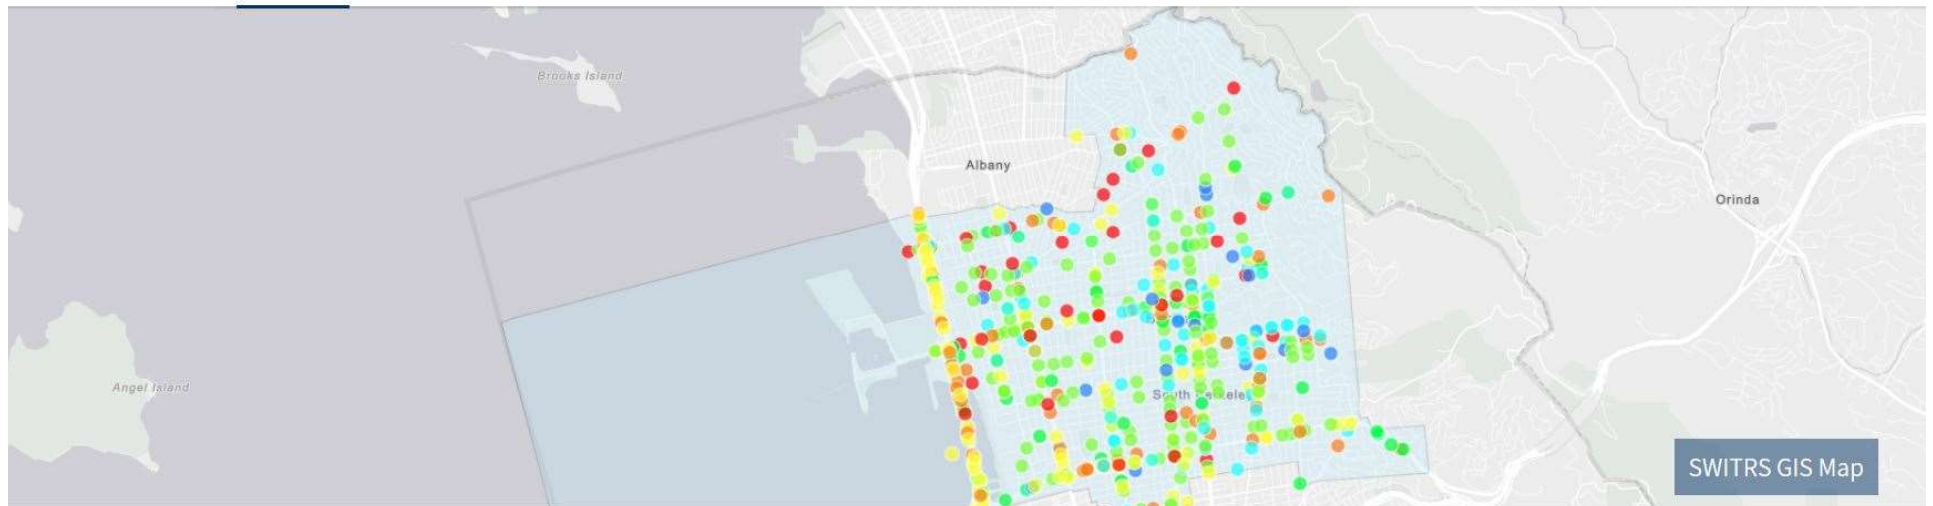 Brooks Island
Albany
Orinda
Angel Island
SWITRS GIS Map